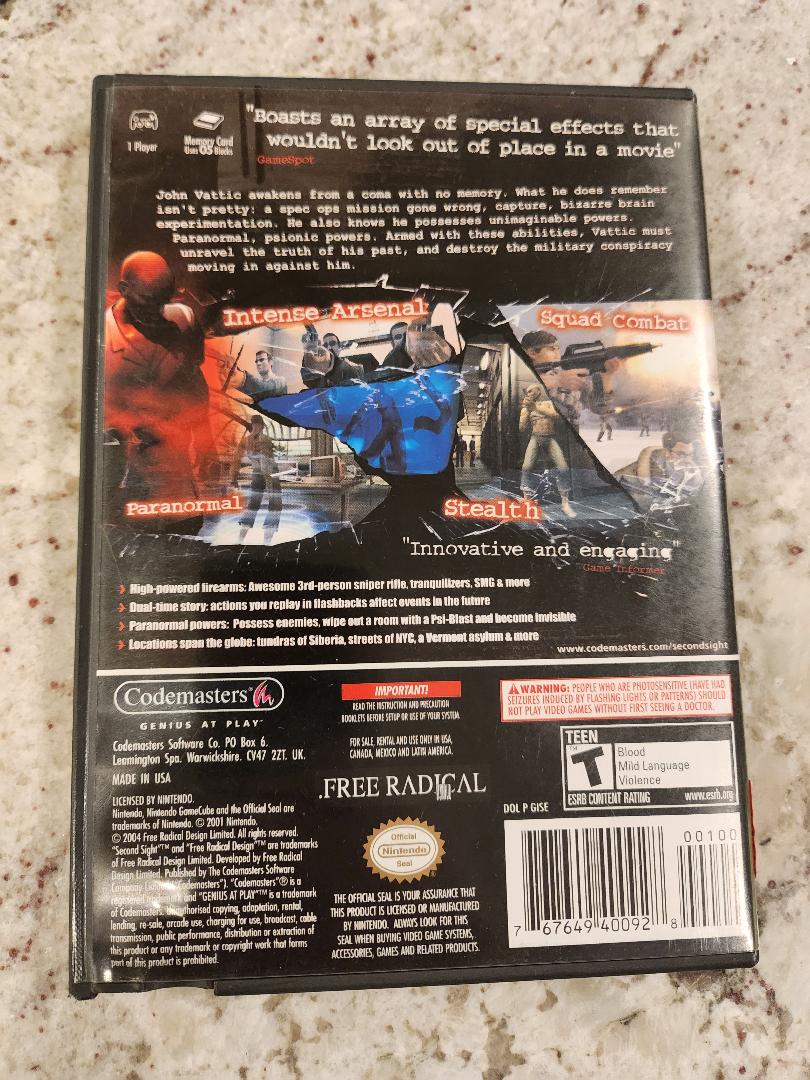 1 Player
Memory Card
Uses 05 Blocks
"Boasts an array of special effects that
wouldn't look out of place in a movie"
GameSpot
John Vattic awakens from a coma with no memory. What he does remember
isn't pretty: a spec ops mission gone wrong, capture, bizarre brain
experimentation. He also knows he possesses unimaginable powers.
Paranormal, psionic powers. Armed with these abilities, Vattic must
unravel the truth of his past, and destroy the military conspiracy
moving in against him.
Intense Arsenal
Squad Combat
Paranormal
Stealth
"Innovative and engaging"
Game Informer
High-powered firearms: Awesome 3rd-person sniper rifle, tranquilizers, SMG & more
Dual-time story: actions you replay in flashbacks affect events in the future
Paranormal powers: Possess enemies, wipe out a room with a Psi-Blast and become invisible
Locations span the globe: tundras of Siberia, streets of NYC, a Vermont asylum & more
www.codemasters.com/secondsight
Codemasters®
GENIUS AT PLAY™
Codemasters Software Co. PO Box 6.
Leamington Spa. Warwickshire. CV47 2ZT. UK.
MADE IN USA
LICENSED BY NINTENDO.
Nintendo, Nintendo GameCube and the Official Seal are
trademarks of Nintendo. © 2001 Nintendo.
© 2004 Free Radical Design Limited. All rights reserved.
"Second Sight"™ and "Free Radical Design"™ are trademarks
of Free Radical Design Limited. Developed by Free Radical
Design Limited. Published by The Codemasters Software
Company Codemasters"). "Codemasters"® is a
registered and "GENIUS AT PLAY"™ is a trademark
of Codemasters. Unauthorised copying, adaptation, rental,
lending, re-sale, arcade use, charging for use, broadcast, cable
transmission, public performance, distribution or extraction of
this product or any trademark or copyright work that forms
part of this product is prohibited.
IMPORTANT!
READ THE INSTRUCTION AND PRECAUTION
BOOKLETS BEFORE SETUP OR USE OF YOUR SYSTEM.
FOR SALE, RENTAL AND USE ONLY IN USA,
CANADA, MEXICO AND LATIN AMERICA.
.FREE RADICAL
Official
Nintendo
Seal
THE OFFICIAL SEAL IS YOUR ASSURANCE THAT
THIS PRODUCT IS LICENSED OR MANUFACTURED
BY NINTENDO. ALWAYS LOOK FOR THIS
SEAL WHEN BUYING VIDEO GAME SYSTEMS,
ACCESSORIES, GAMES AND RELATED PRODUCTS.
WARNING: PEOPLE WHO ARE PHOTOSENSITIVE (HAVE HAD
SEIZURES INDUCED BY FLASHING LIGHTS OR PATTERNS) SHOULD
NOT PLAY VIDEO GAMES WITHOUT FIRST SEEING A DOCTOR.
TEEN
T
Blood
Mild Language
Violence
ESRB CONTENT RATING www.esrb.org
DOL P GISE
00100
7 67649 40092 8